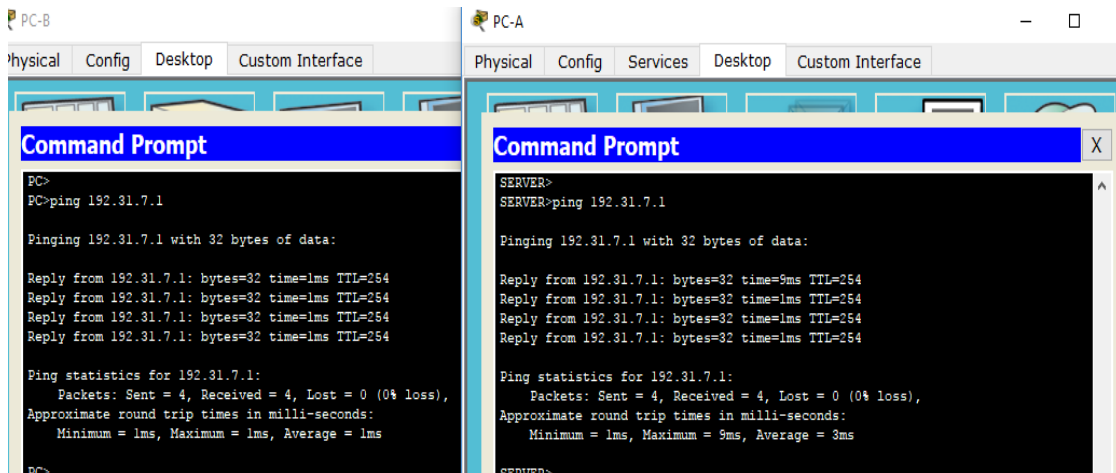 PC-B
Physical Config Desktop Custom Interface
Command Prompt
PC>
PC>ping 192.31.7.1
Pinging 192.31.7.1 with 32 bytes of data:
Reply from 192.31.7.1: bytes=32 time=1ms TTL=254
Reply from 192.31.7.1: bytes=32 time=1ms TTL=254
Reply from 192.31.7.1: bytes=32 time=1ms TTL=254
Reply from 192.31.7.1: bytes=32 time=1ms TTL=254
Ping statistics for 192.31.7.1:
Packets: Sent = 4, Received = 4, Lost = 0 (0% loss),
Approximate round trip times in milli-seconds:
Minimum = 1ms, Maximum = 1ms, Average = 1ms
PC>
PC-A
Physical Config Services Desktop Custom Interface
Command Prompt
X
SERVER>
SERVER>ping 192.31.7.1
Pinging 192.31.7.1 with 32 bytes of data:
Reply from 192.31.7.1: bytes=32 time=9ms TTL=254
Reply from 192.31.7.1: bytes=32 time=1ms TTL=254
Reply from 192.31.7.1: bytes=32 time=1ms TTL=254
Reply from 192.31.7.1: bytes=32 time=1ms TTL=254
Ping statistics for 192.31.7.1:
Packets: Sent = 4, Received = 4, Lost = 0 (0% loss),
Approximate round trip times in milli-seconds:
Minimum = 1ms, Maximum = 9ms, Average = 3ms
SERVER>